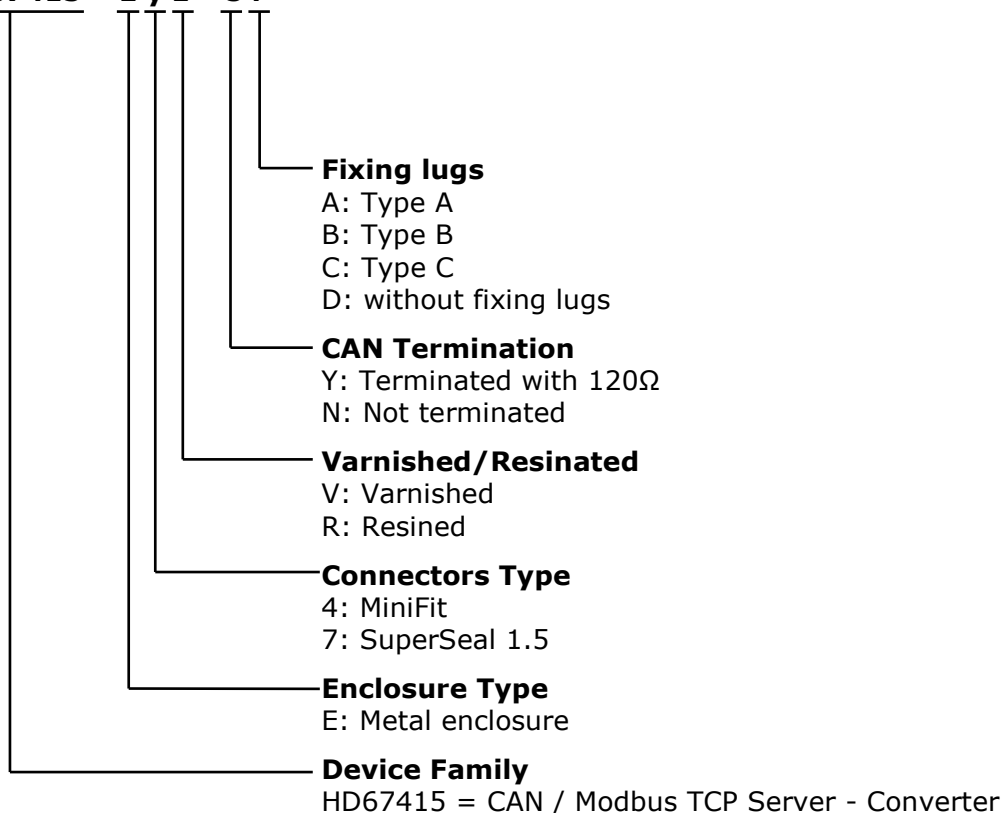 Fixing lugs
A: Type A
B: Type B
C: Type C
D: without fixing lugs
CAN Termination
Y: Terminated with 120Ω
N: Not terminated
Varnished/Resinated
V: Varnished
R: Resined
Connectors Type
4: MiniFit
7: SuperSeal 1.5
Enclosure Type
E: Metal enclosure
Device Family
HD67415 = CAN / Modbus TCP Server - Converter